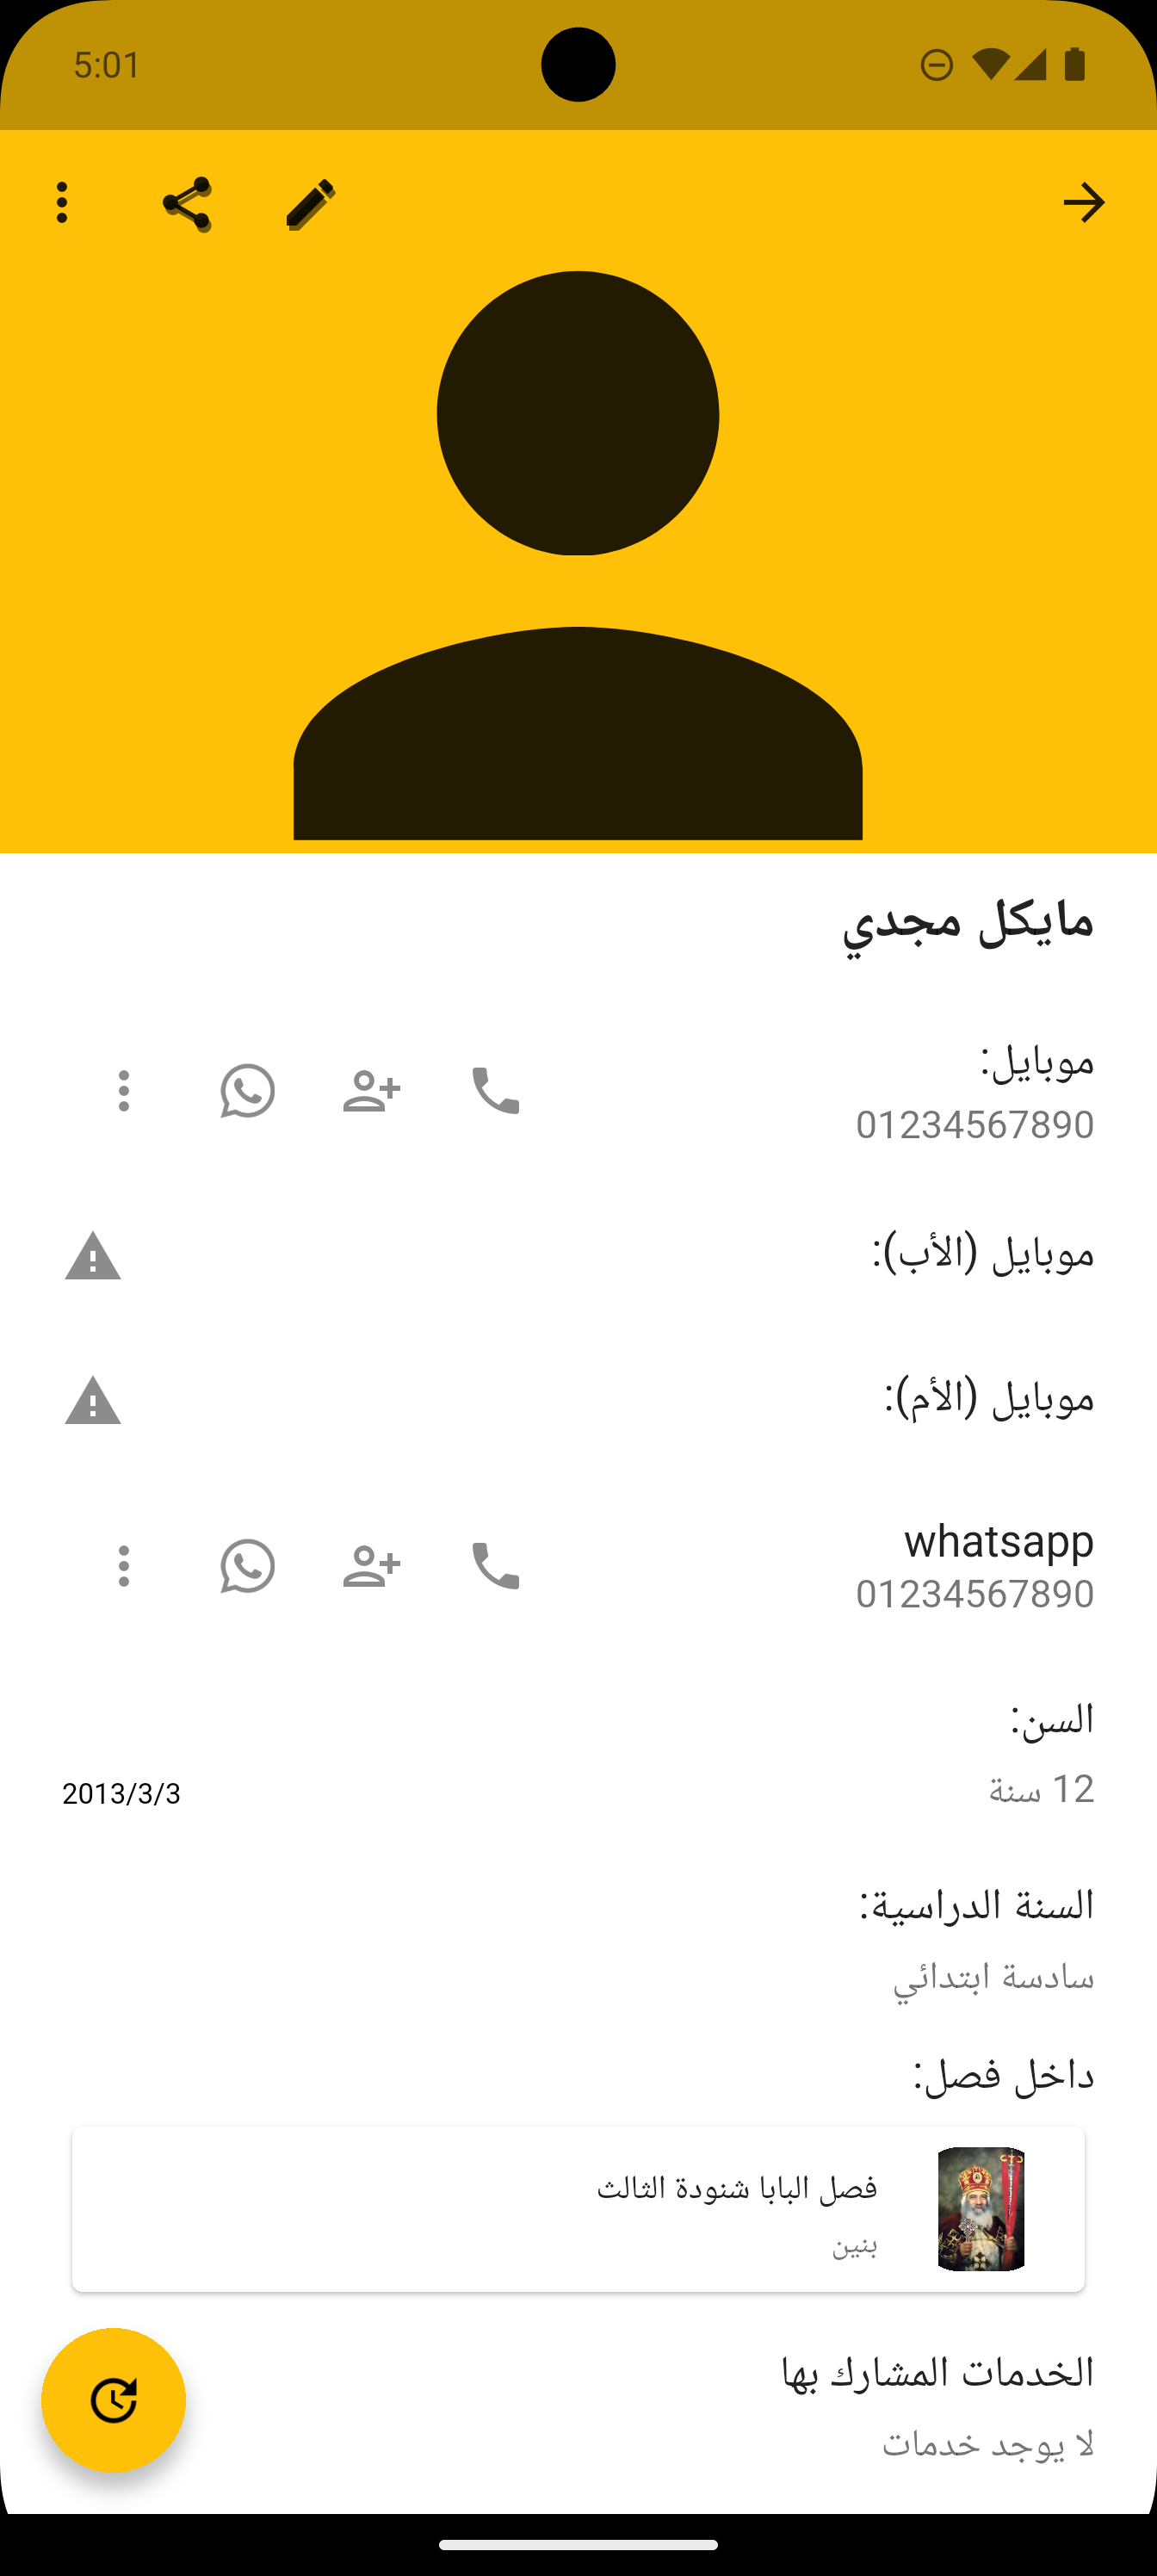 5:01
مايكل مجدي
موبايل:
01234567890
موبايل (الأب):
موبايل (الأم):
whatsapp
01234567890
السن:
12 سنة
2013/3/3
السنة الدراسية:
سادسة ابتدائي
داخل فصل:
فصل البابا شنودة الثالث
بنين
الخدمات المشارك بها
لا يوجد خدمات